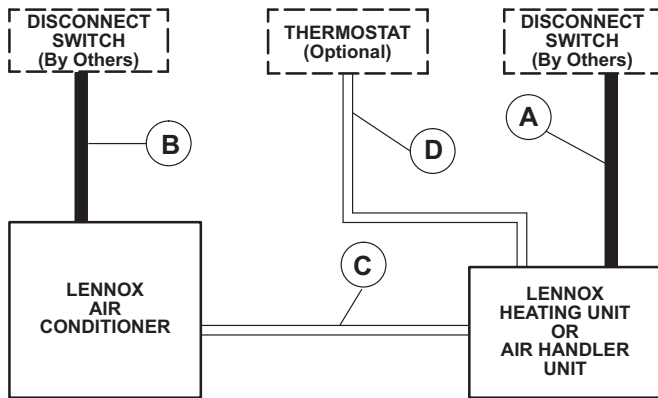 DISCONNECT
SWITCH
(By Others)
THERMOSTAT
(Optional)
DISCONNECT
SWITCH
(By Others)
B
D
A
C
LENNOX
AIR
CONDITIONER
LENNOX
HEATING UNIT
OR
AIR HANDLER
UNIT